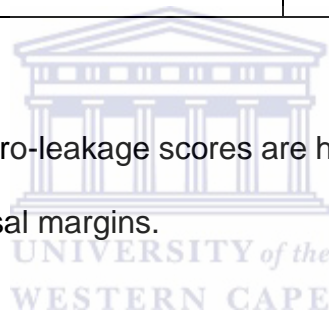 ro-leakage scores are h
sal margins.
UNIVERSITY of the
WESTERN CAPE